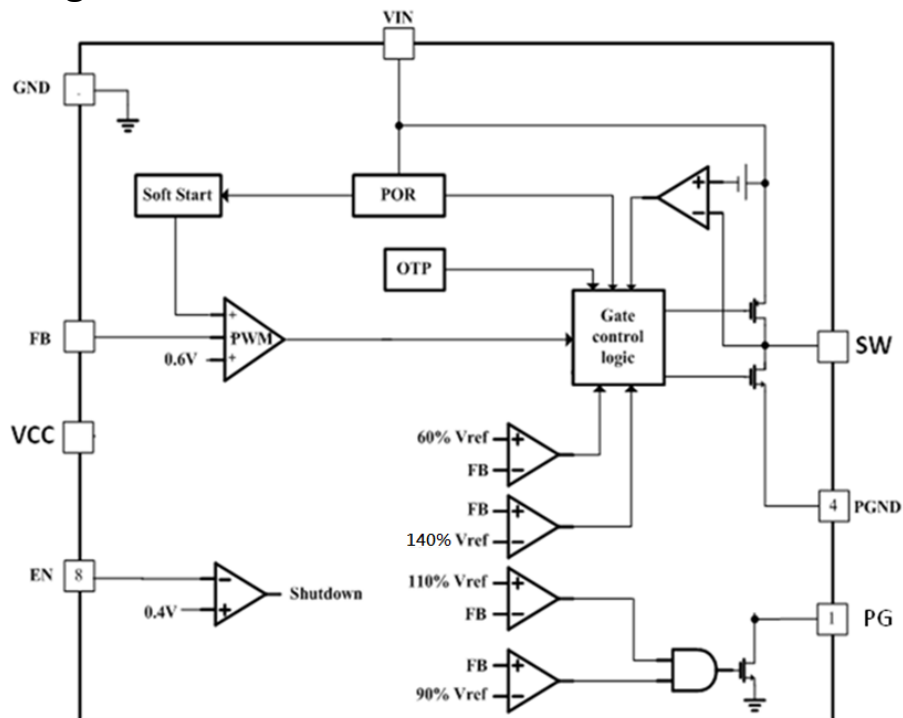 VIN
GND
Soft Start
POR
+
−
OTP
Gate
control
logic
FB
+
PWM
−
0.6V
+
SW
VCC
60% Vref
+
FB
−
FB
+
140% Vref
−
4
PGND
EN
8
−
0.4V
+
Shutdown
110% Vref
+
FB
−
1
PG
FB
+
90% Vref
−